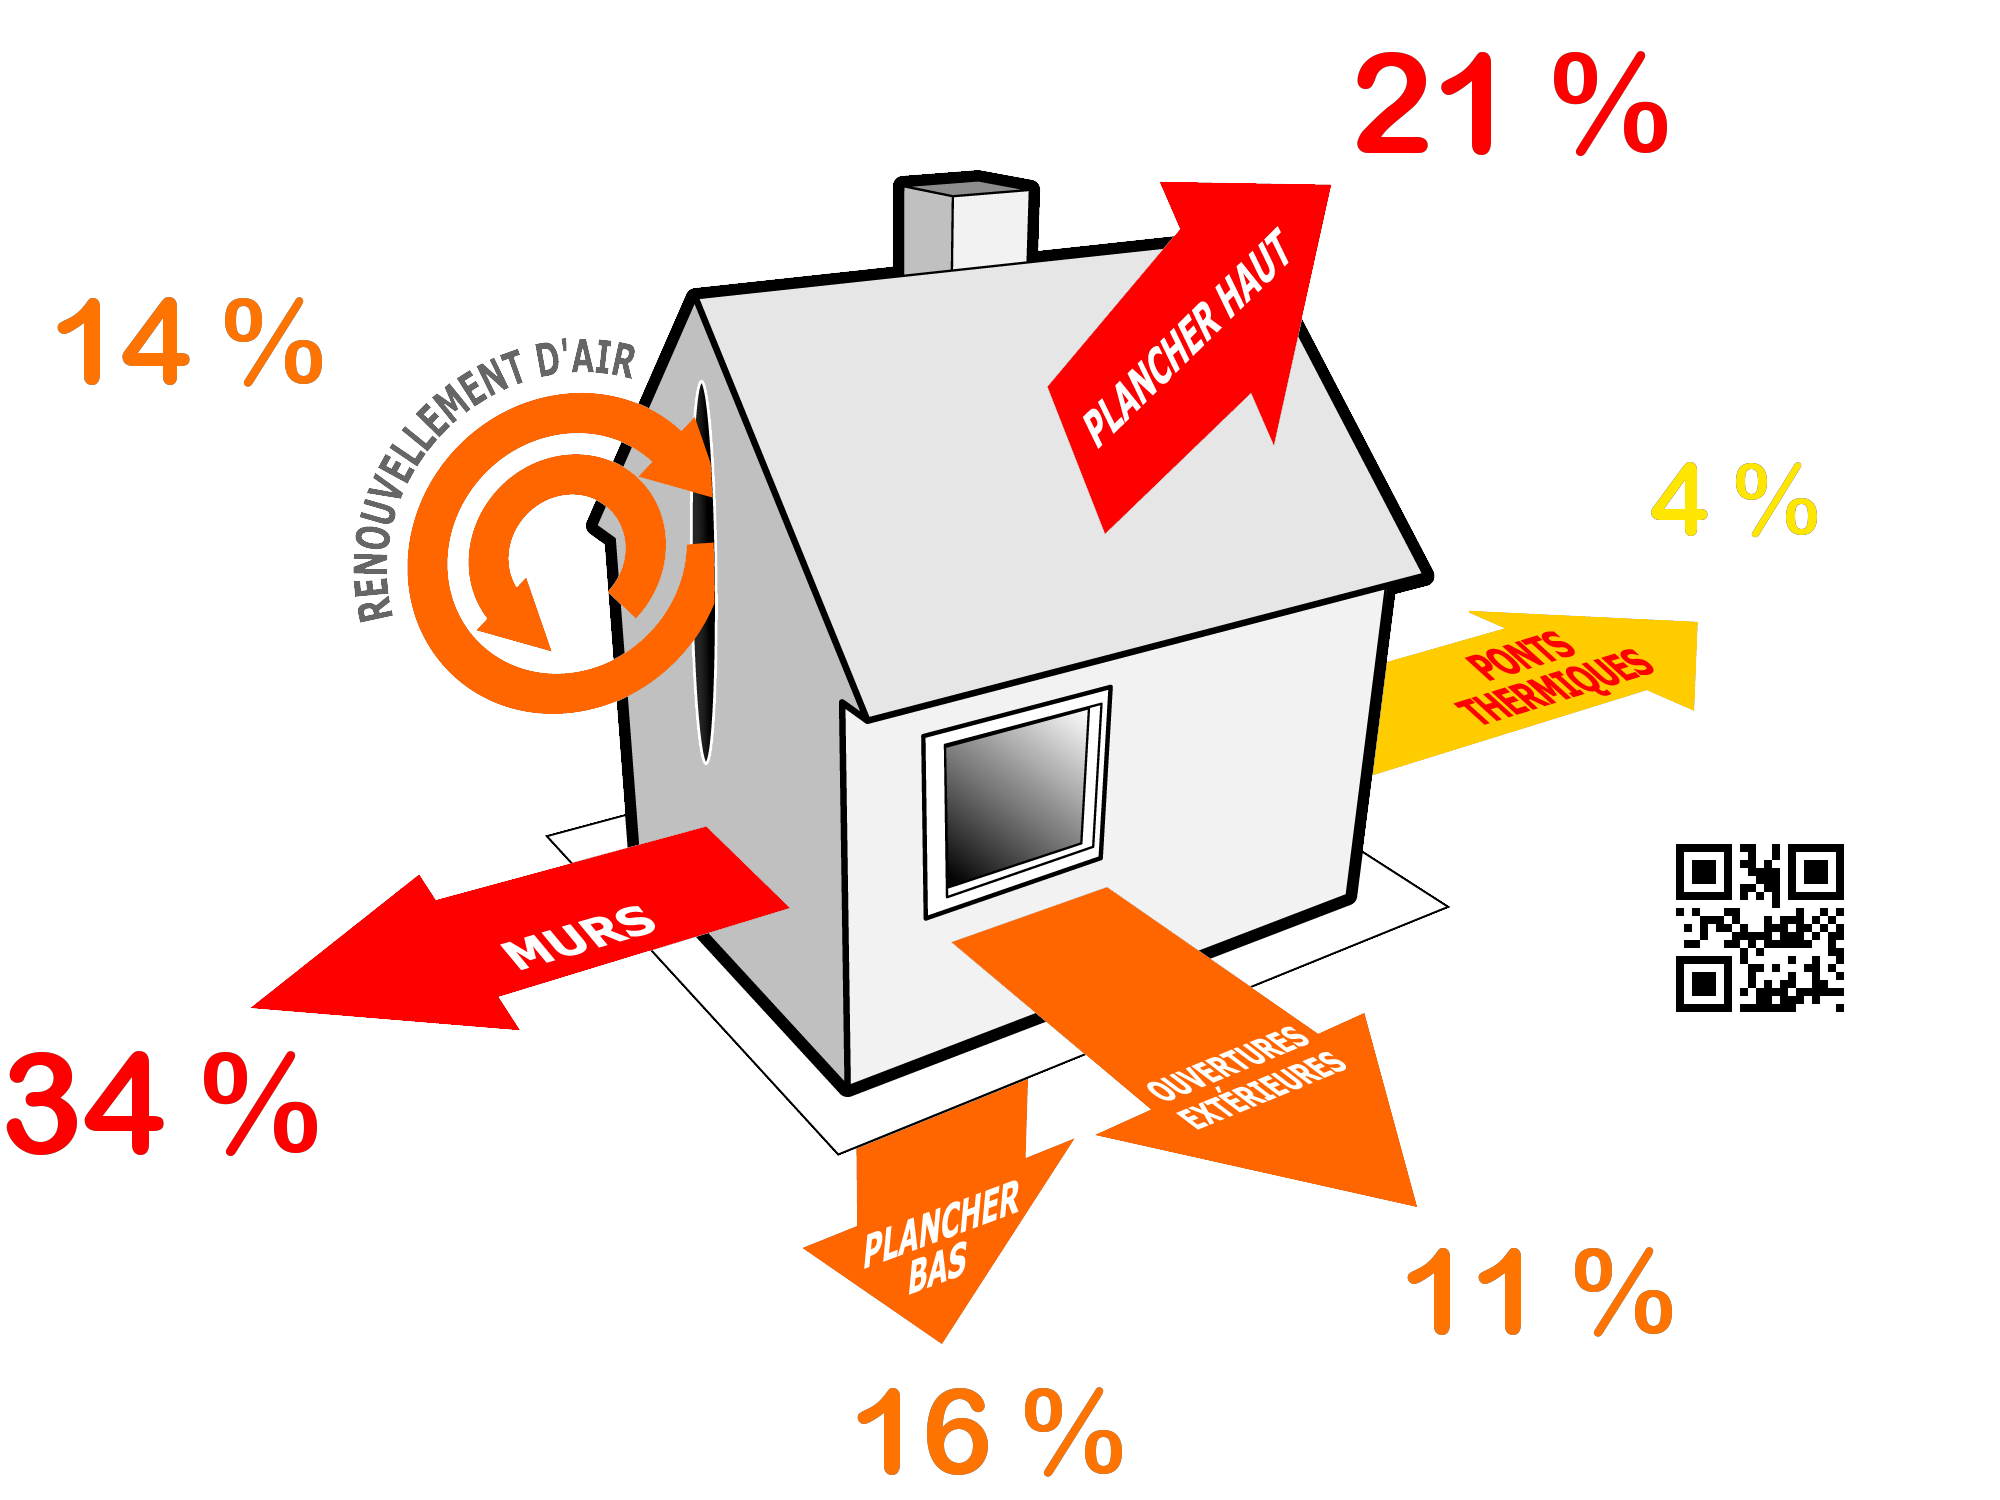 21 %
PLANCHER HAUT
14 %
RENOUVELLEMENT D'AIR
4 %
PONTS
THERMIQUES
MURS
34 %
OUVERTURES
EXTÉRIEURES
11 %
PLANCHER
BAS
16 %